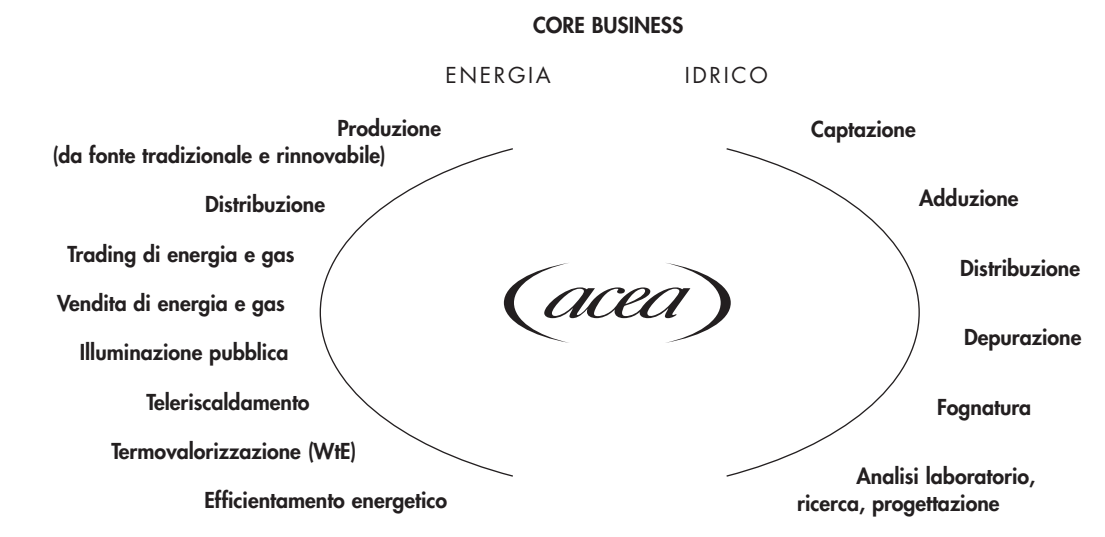 CORE BUSINESS
ENERGIA
IDRICO
Produzione
(da fonte tradizionale e rinnovabile)
Distribuzione
Trading di energia e gas
Vendita di energia e gas
Illuminazione pubblica
Teleriscaldamento
Termovalorizzazione (WtE)
Efficientamento energetico
acea
Captazione
Adduzione
Distribuzione
Depurazione
Fognatura
Analisi laboratorio,
ricerca, progettazione